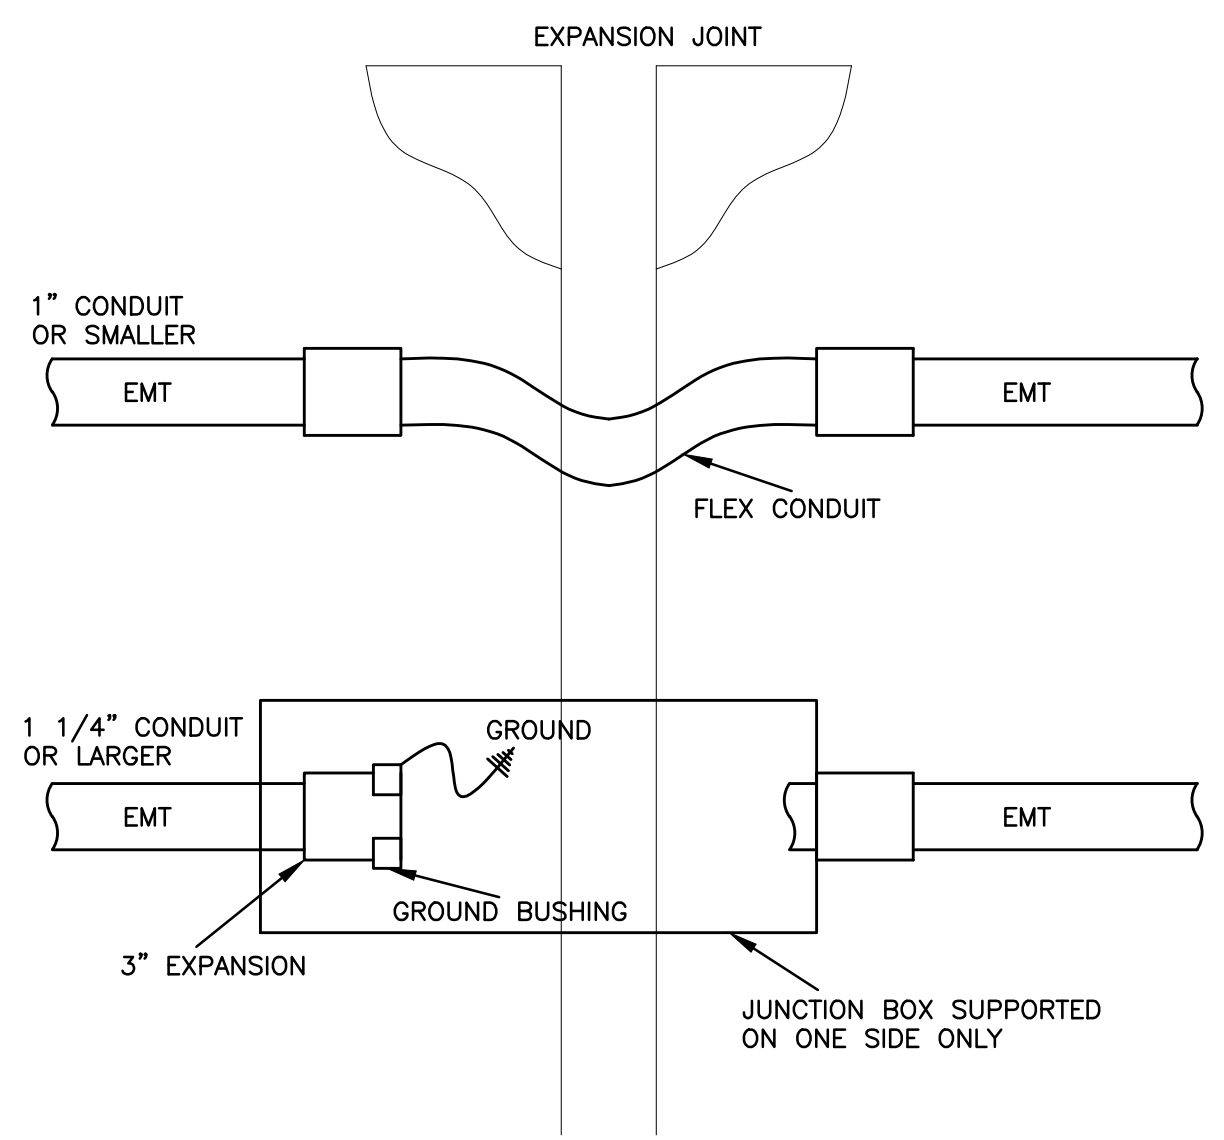 EXPANSION JOINT
1" CONDUIT
OR SMALLER
EMT
EMT
FLEX CONDUIT
1 1/4" CONDUIT
OR LARGER
GROUND
EMT
EMT
GROUND BUSHING
3" EXPANSION
JUNCTION BOX SUPPORTED
ON ONE SIDE ONLY